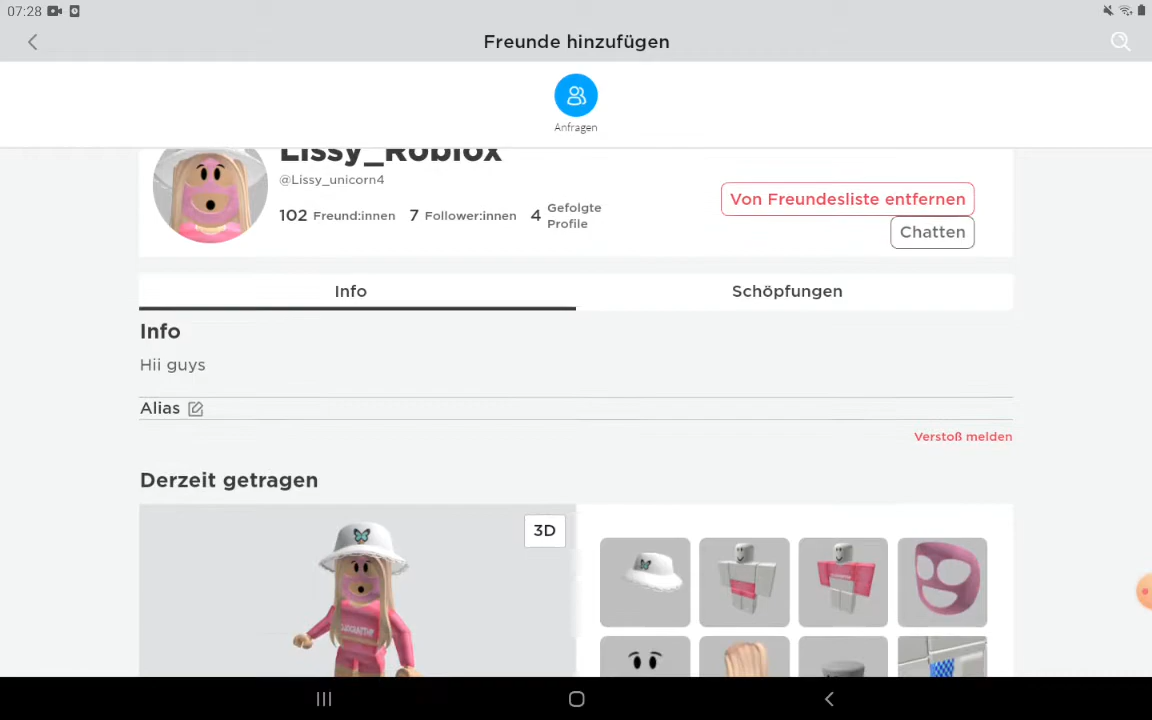 07:28
Freunde hinzufügen
Anfragen
Lissy_Roblox
@Lissy_unicorn4
102 Freund:innen 7 Follower:innen 4 Gefolgte Profile
Von Freundesliste entfernen
Chatten
Info
Schöpfungen
Info
Hii guys
Alias
Verstoß melden
Derzeit getragen
3D